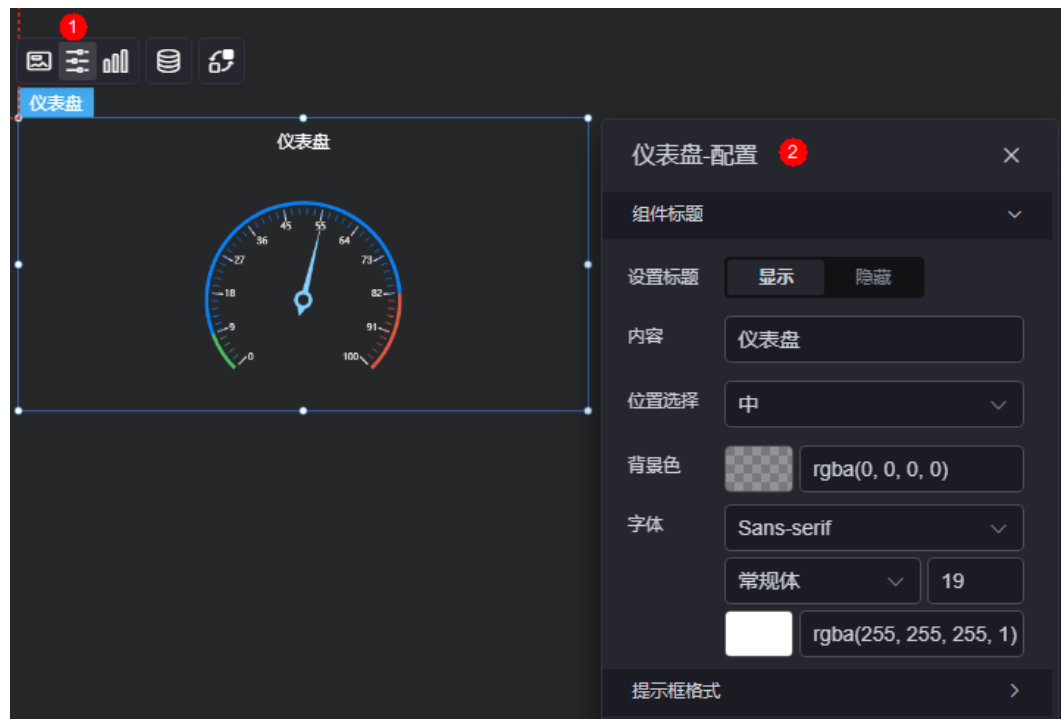 1
仪表盘
仪表盘
0
9
18
27
36
45
55
64
73
82
91
100
仪表盘-配置 2
组件标题
设置标题 显示 隐藏
内容 仪表盘
位置选择 中
背景色 rgba(0, 0, 0, 0)
字体 Sans-serif
常规体 19
rgba(255, 255, 255, 1)
提示框格式